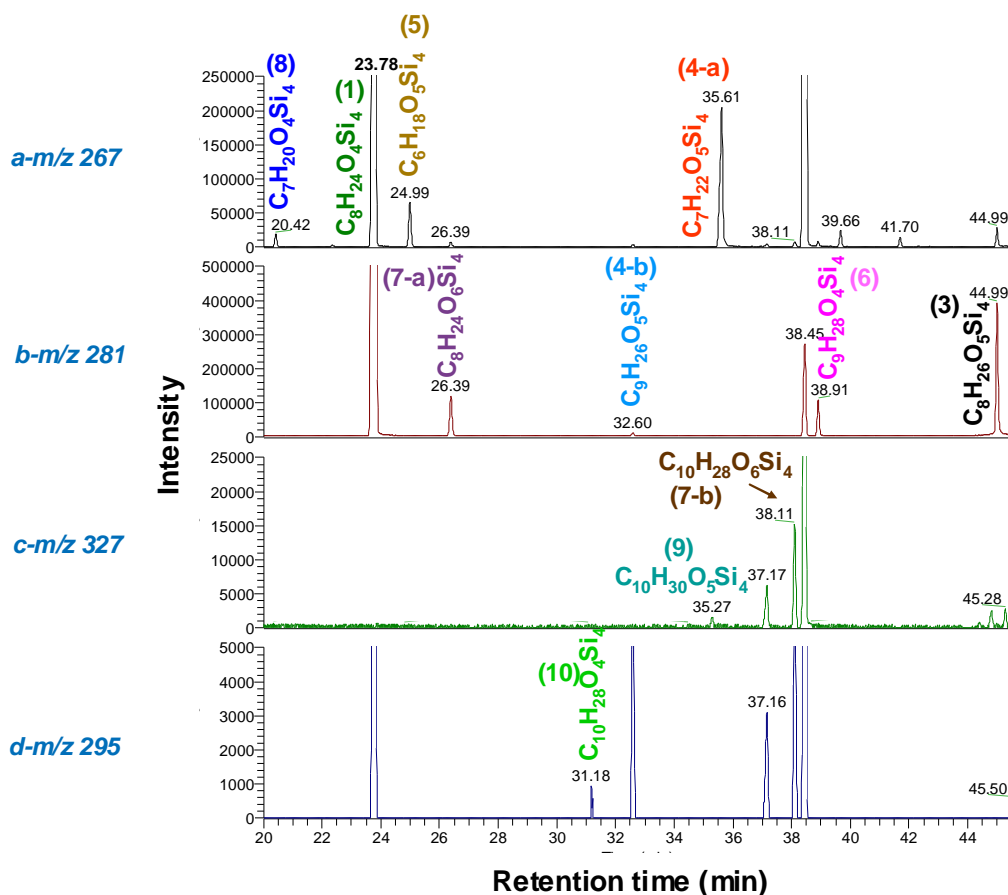 a-m/z 267
250000
200000
150000
100000
50000
0
(8)
C7H20O4Si4
20.42
(1)
C8H24O4Si4
23.78
(5)
C6H18O5Si4
24.99
26.39
(4-a)
C7H22O5Si4
35.61
38.11
39.66
41.70
44.99
b-m/z 281
500000
400000
300000
200000
100000
0
(7-a)
C8H24O6Si4
26.39
(4-b)
C9H26O5Si4
32.60
38.45
C9H28O4Si4
(6)
38.91
(3)
C8H26O5Si4
44.99
Intensity
c-m/z 327
25000
20000
15000
10000
5000
0
C10H28O6Si4
(7-b)
38.11
(9)
C10H30O5Si4
35.27
37.17
45.28
d-m/z 295
5000
4000
3000
2000
1000
0
(10)
C10H28O4Si4
31.18
37.16
45.50
20 22 24 26 28 30 32 34 36 38 40 42 44
Retention time (min)